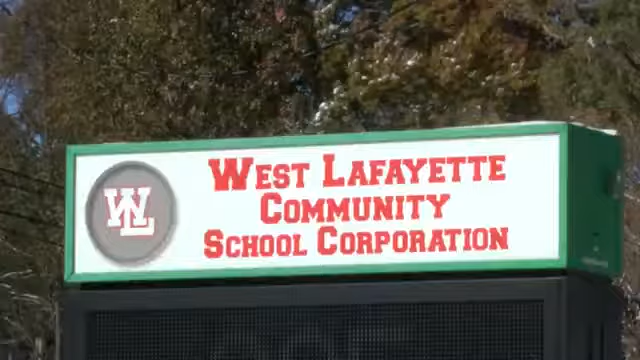 WL
WEST LAFAYETTE
COMMUNITY
SCHOOL CORPORATION